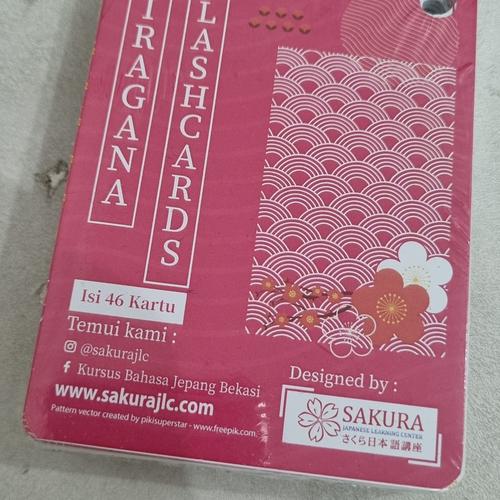 IRAGANA
LASHCARDS
Isi 46 Kartu
Temui kami :
@sakurajlc
Kursus Bahasa Jepang Bekasi
www.sakurajlc.com
Pattern vector created by pikisuperstar - www.freepik.com.
Designed by :
SAKURA
JAPANESE LEARNING CENTER
さくら日本語講座